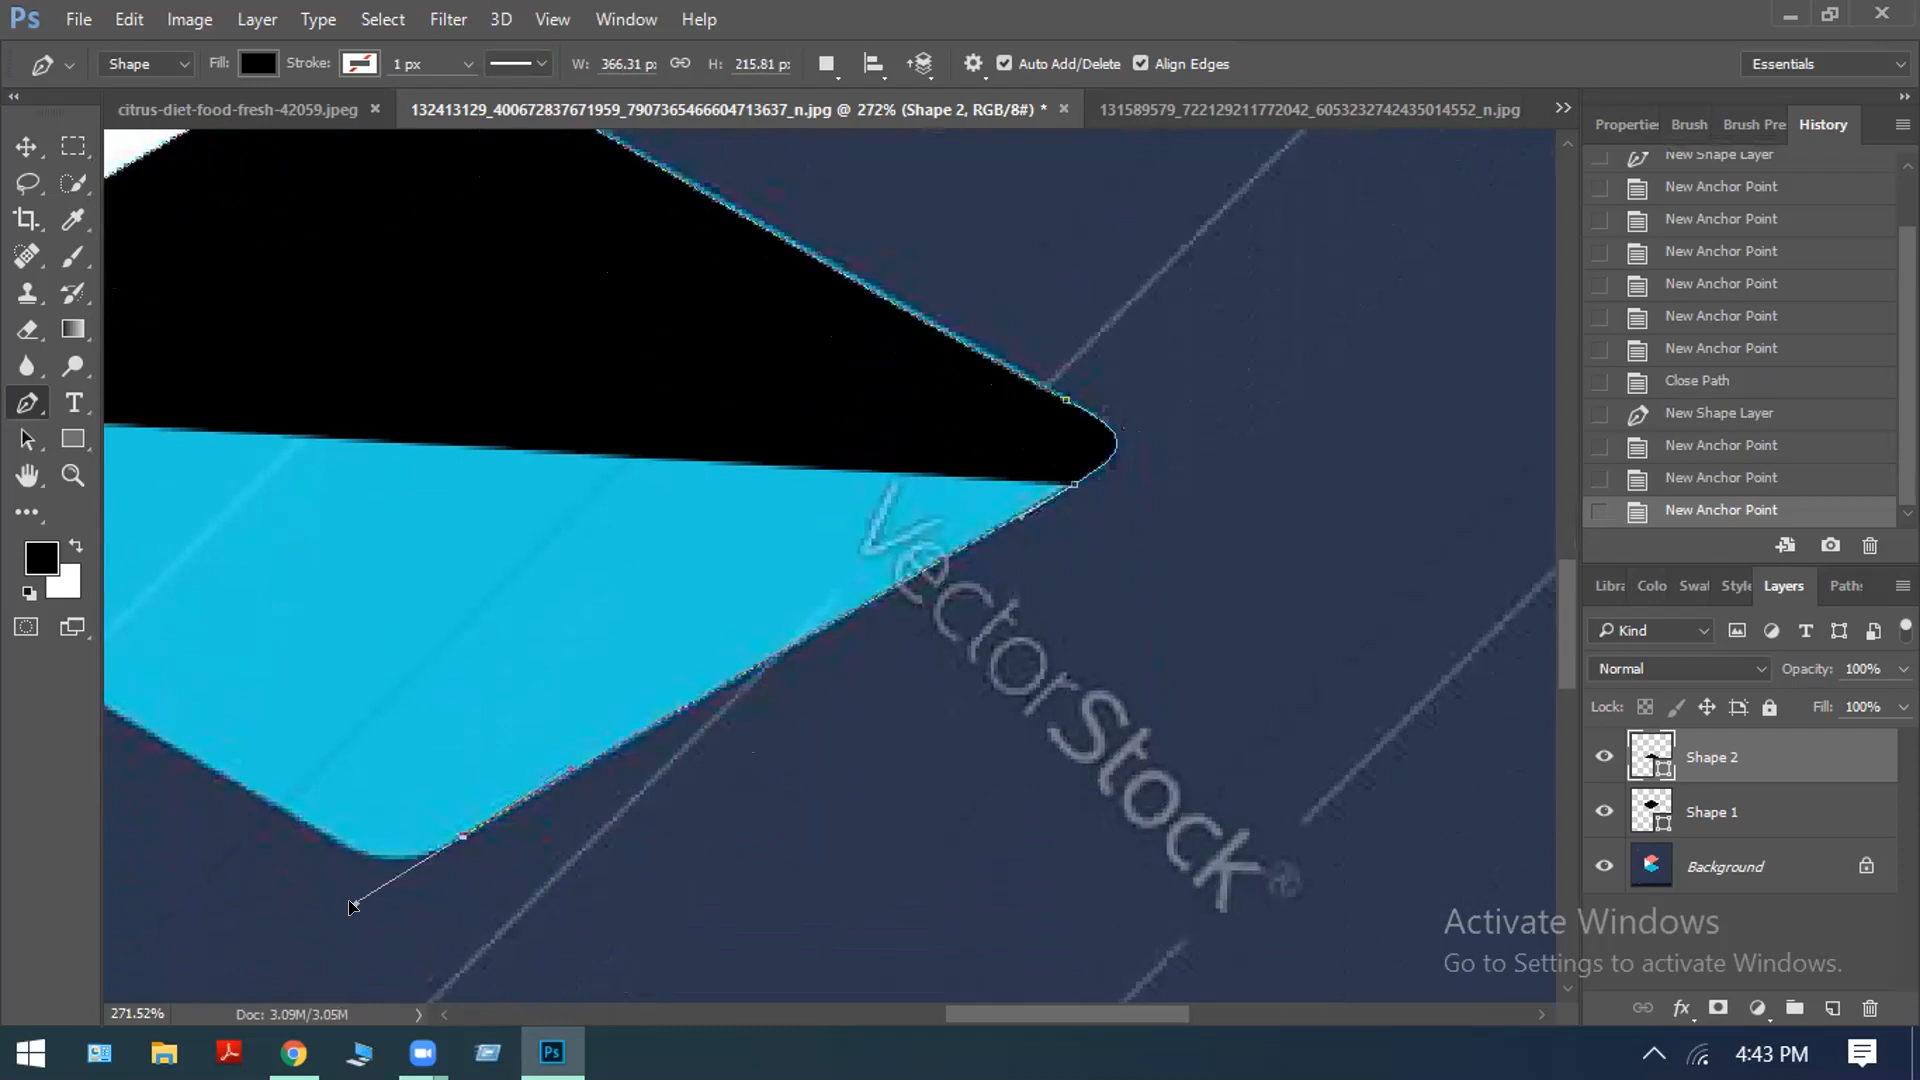 Ps File Edit Image Layer Type Select Filter 3D View Window Help
Shape Fill: Stroke: 1 px W: 366.31 p: H: 215.81 p: Auto Add/Delete Align Edges Essentials
citrus-diet-food-fresh-42059.jpeg 132413129_400672837671959_7907365466604713637_n.jpg @ 272% (Shape 2, RGB/8#) * 131589579_722129211772042_6053232742435014552_n.jpg
Propertie Brush Brush Pre History
New Shape Layer
New Anchor Point
New Anchor Point
New Anchor Point
New Anchor Point
New Anchor Point
New Anchor Point
Close Path
New Shape Layer
New Anchor Point
New Anchor Point
New Anchor Point
Libra Colo Swat Style Layers Paths
Kind
Normal Opacity: 100%
Lock: Fill: 100%
Shape 2
Shape 1
Background
VectorStock®
Activate Windows
Go to Settings to activate Windows.
271.52% Doc: 3.09M/3.05M
Ps 4:43 PM